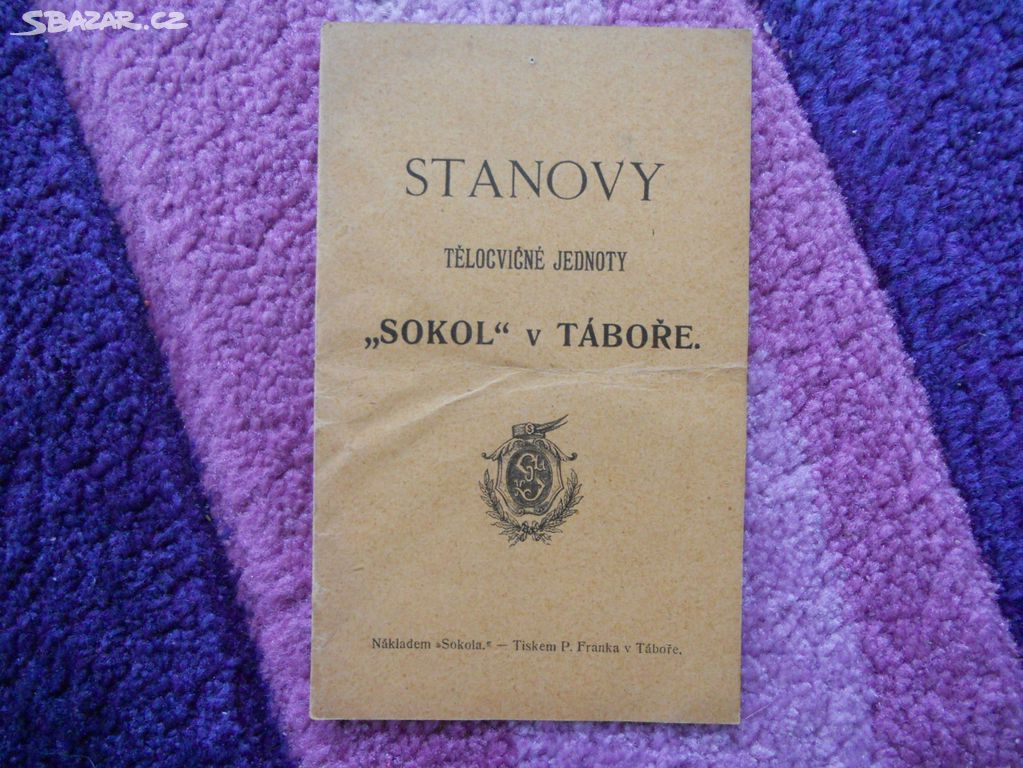 SBAZAR.CZ
STANOVY
TĚLOCVIČNÉ JEDNOTY
„SOKOL“ v TÁBOŘE.
S
Nákladem »Sokola.« — Tiskem P. Franka v Táboře.